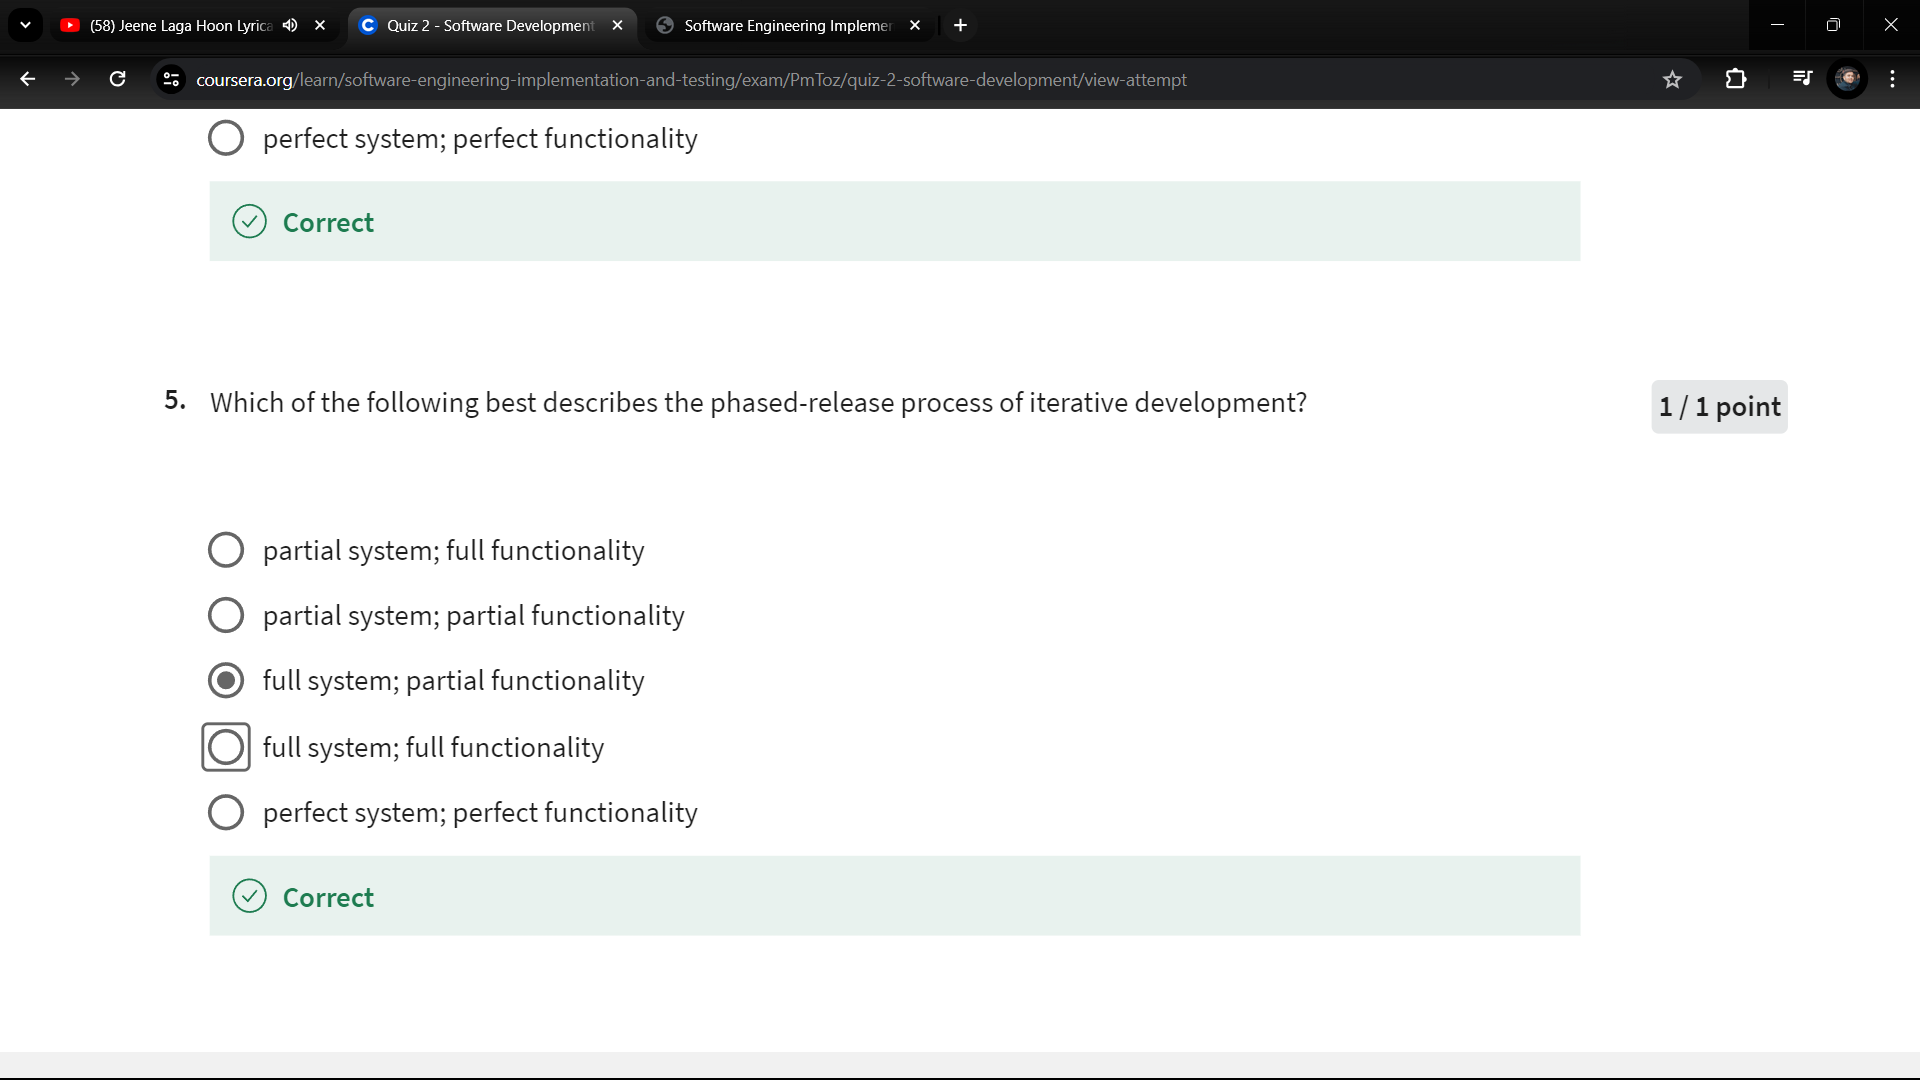 (58) Jeene Laga Hoon Lyrica
Quiz 2 - Software Development
Software Engineering Implemen
coursera.org/learn/software-engineering-implementation-and-testing/exam/PmToz/quiz-2-software-development/view-attempt
perfect system; perfect functionality
Correct
5. Which of the following best describes the phased-release process of iterative development?
1 / 1 point
partial system; full functionality
partial system; partial functionality
full system; partial functionality
full system; full functionality
perfect system; perfect functionality
Correct